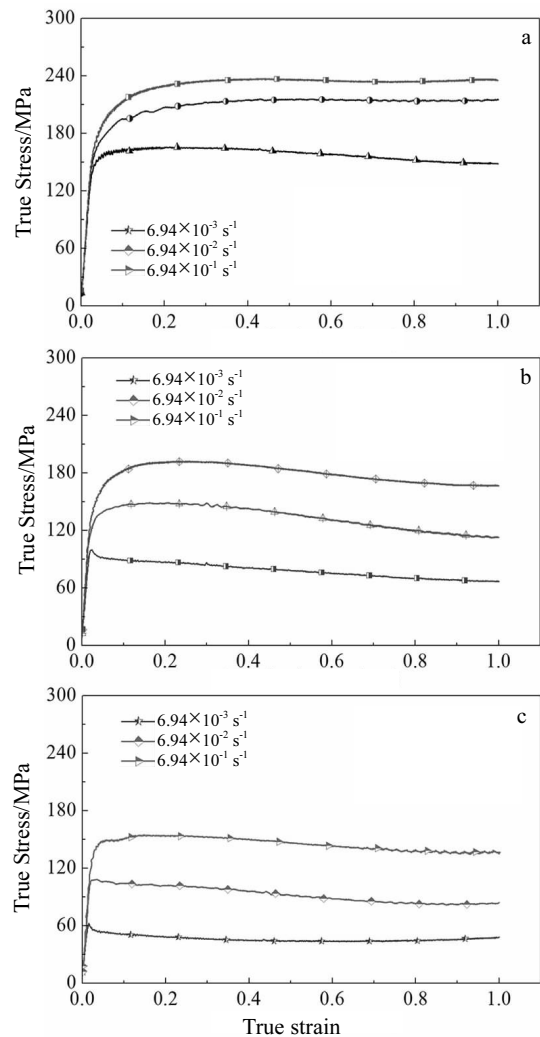 300
a
240
180
120
60
0
True Stress/MPa
6.94×10⁻³ s⁻¹
6.94×10⁻² s⁻¹
6.94×10⁻¹ s⁻¹
0.0 0.2 0.4 0.6 0.8 1.0
300
b
240
180
120
60
0
True Stress/MPa
6.94×10⁻³ s⁻¹
6.94×10⁻² s⁻¹
6.94×10⁻¹ s⁻¹
0.0 0.2 0.4 0.6 0.8 1.0
300
c
240
180
120
60
0
True Stress/MPa
6.94×10⁻³ s⁻¹
6.94×10⁻² s⁻¹
6.94×10⁻¹ s⁻¹
0.0 0.2 0.4 0.6 0.8 1.0
True strain